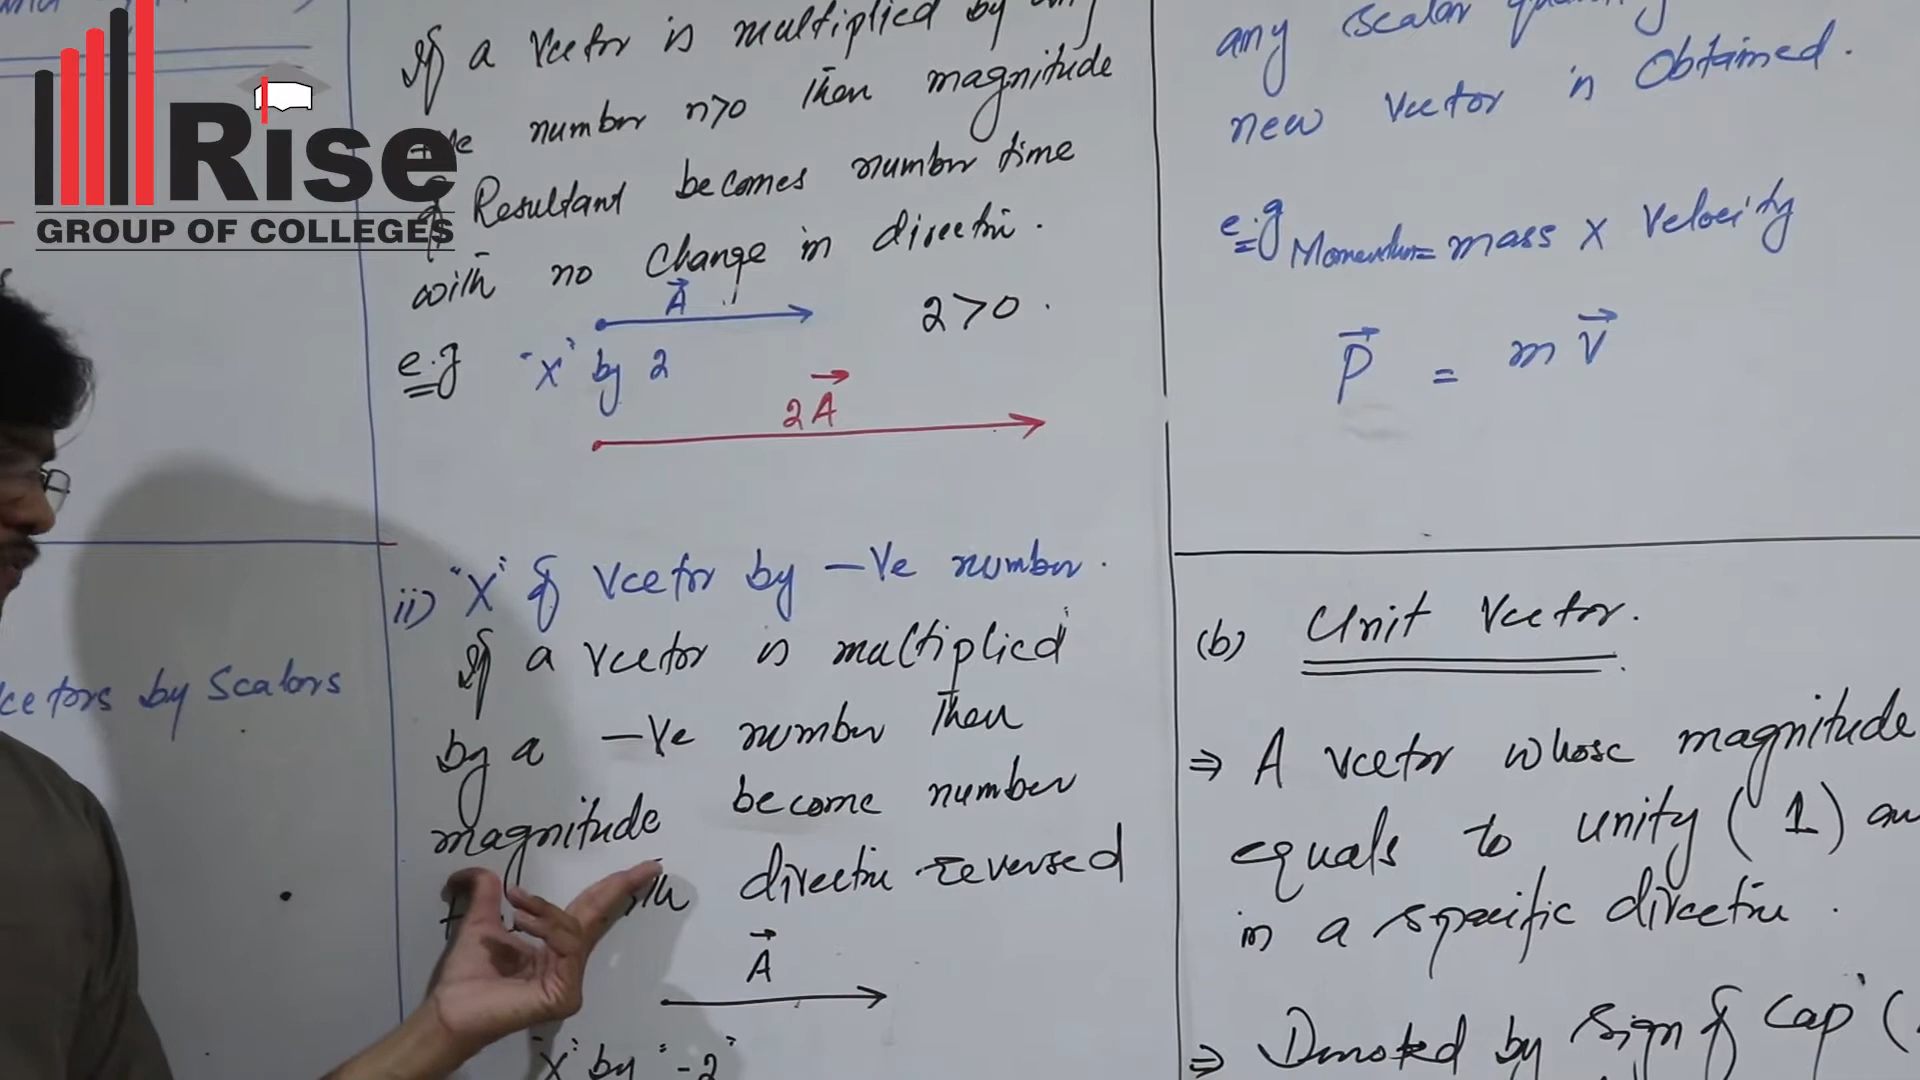 Rise
GROUP OF COLLEGES
If a Vector is multiplied by any
+ve number n>0 then magnitude
of Resultant becomes number time
with no change in direction.
A
e.g "X" by 2
2>0.
2A
ii) "X" of Vector by -Ve number.
If a vector is multiplied
by a -Ve number then
magnitude become number
direction reversed
A
"X" by "-2"
Vectors by Scalars
any scalar
new vector is Obtained.
e.g Momentum = mass X Velocity
P = m V
(b) Unit Vector.
⇒ A vector whose magnitude
equals to unity (1)
in a specific direction.
⇒ Denoted by sign of Cap (